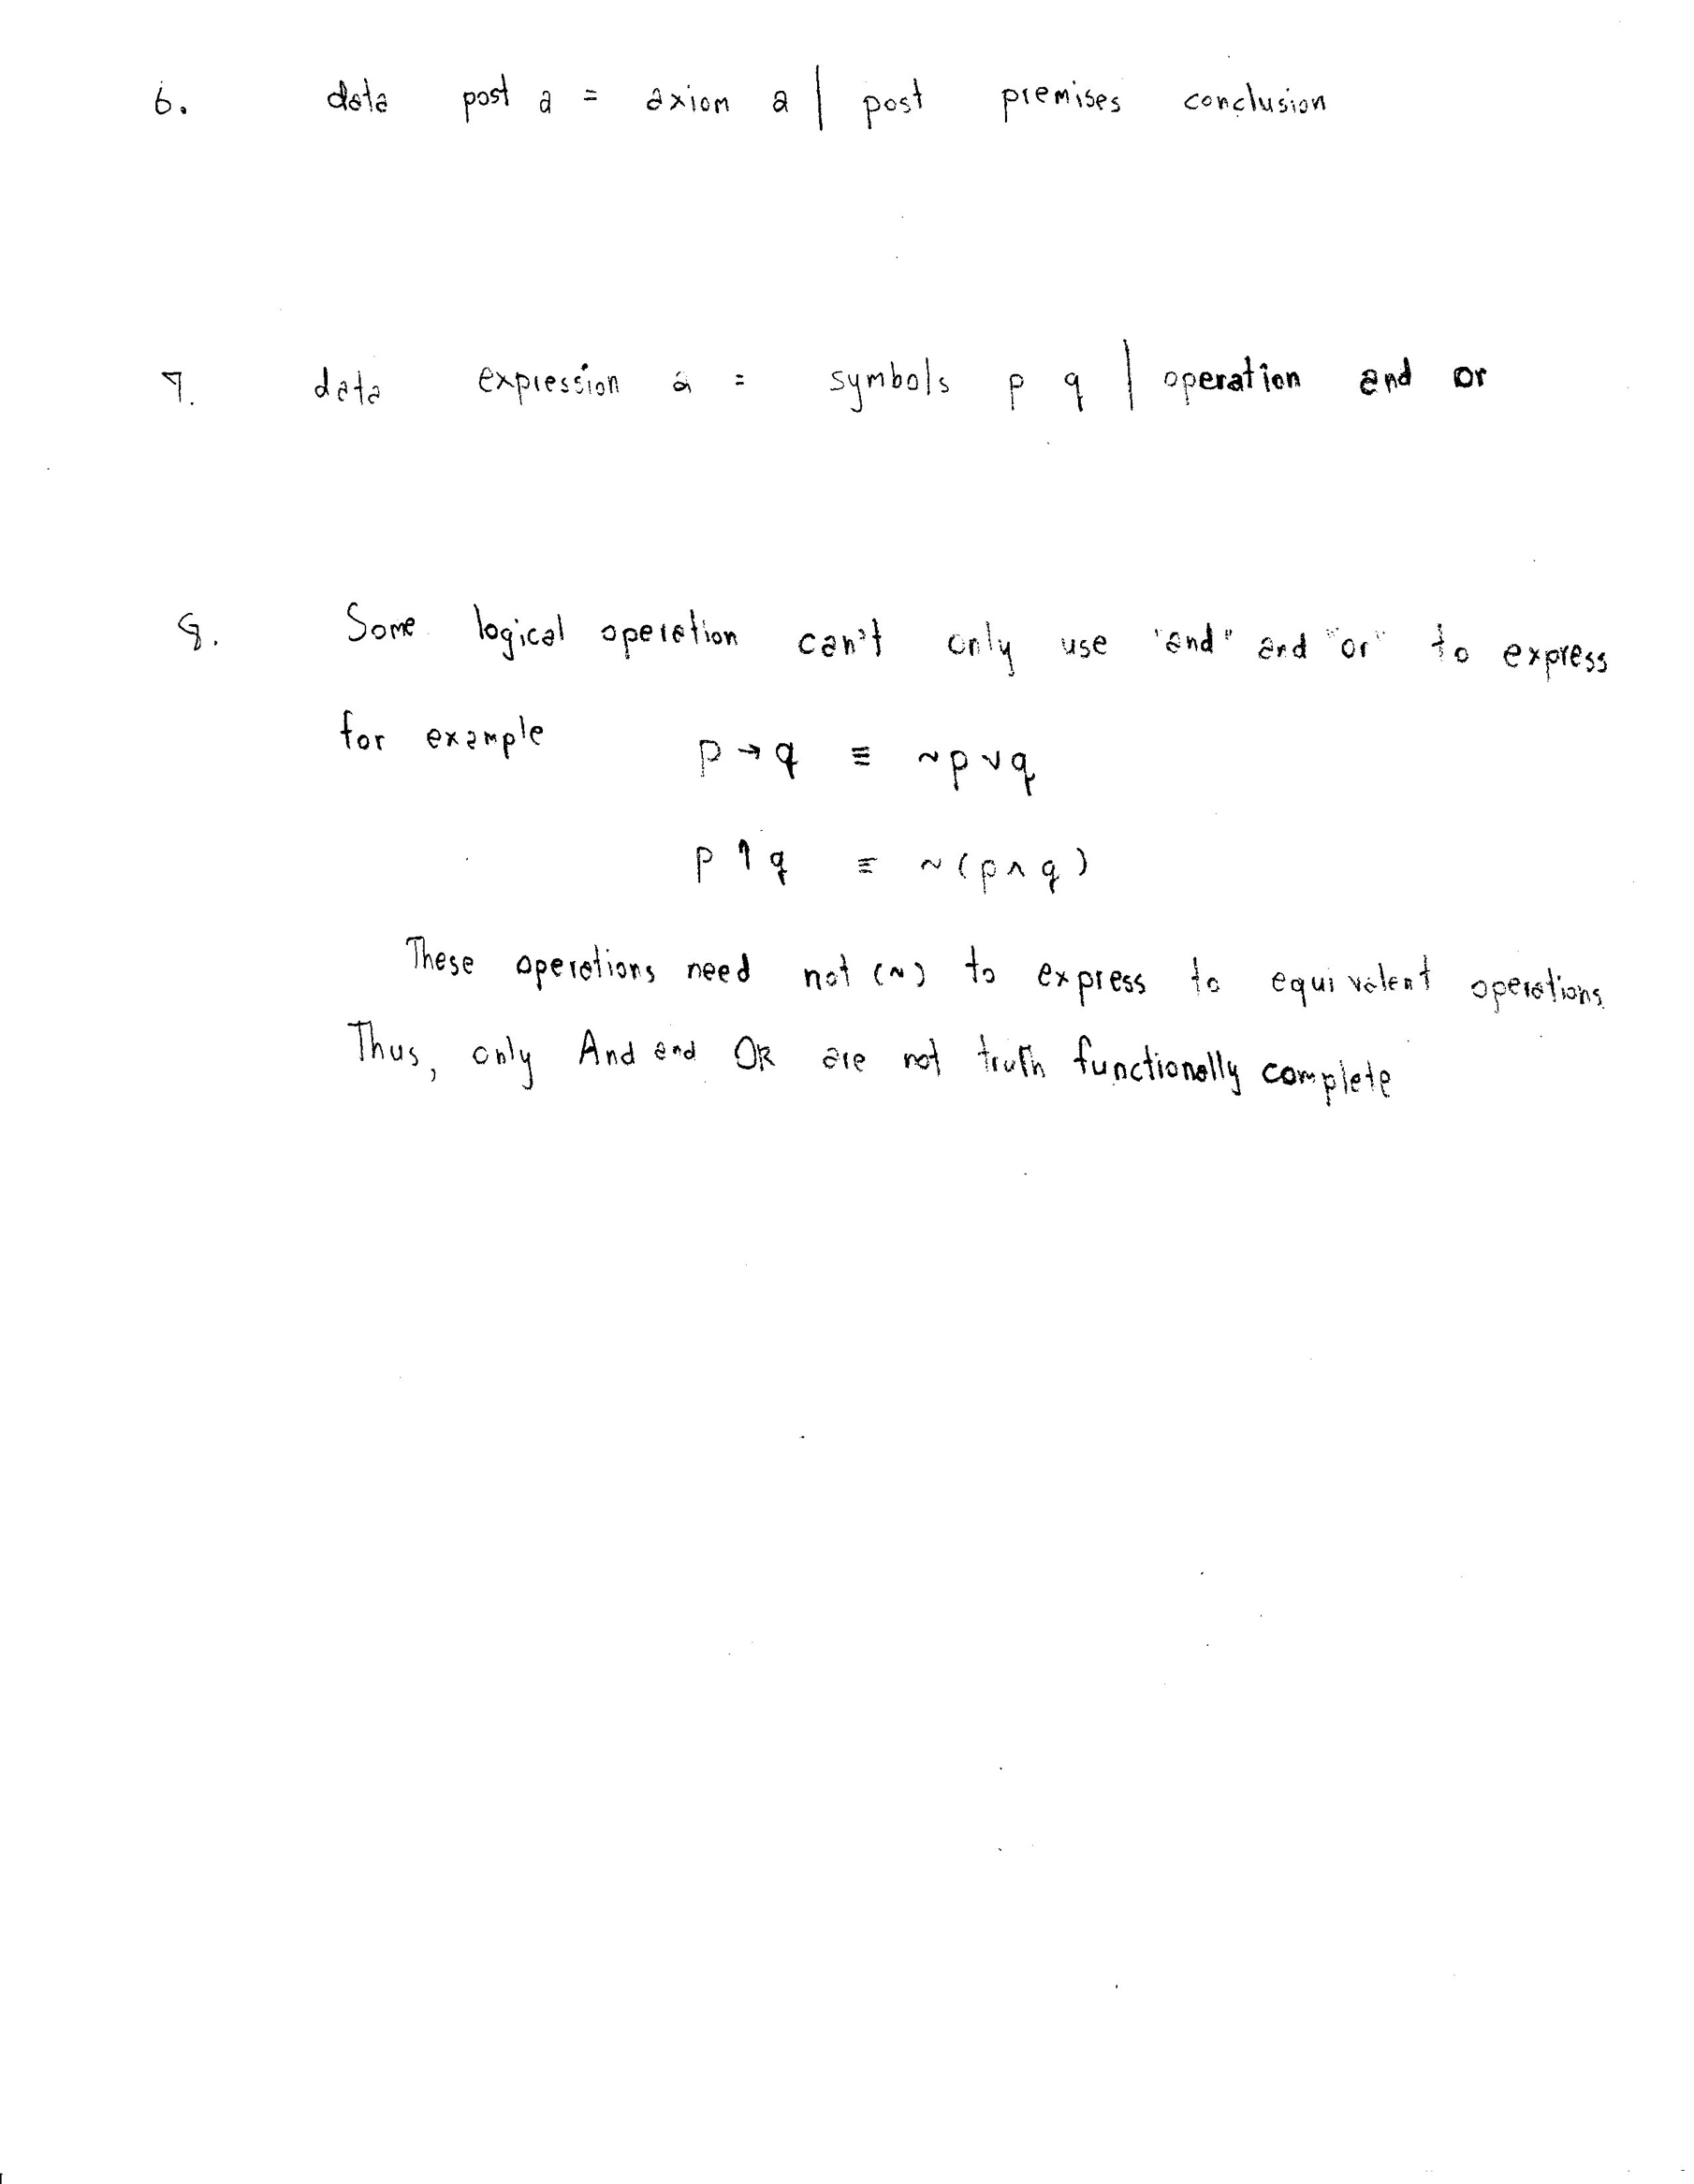 6. data post a = axiom a | post premises conclusion
7. data expression a = symbols p q | operation and or
8. Some logical operation can't only use "and" and "or" to express
for example p → q ≡ ~p ∨ q
p ↑ q ≡ ~(p ∧ q)
These operations need not (~) to express to equivalent operations.
Thus, only And and OR are not truth functionally complete